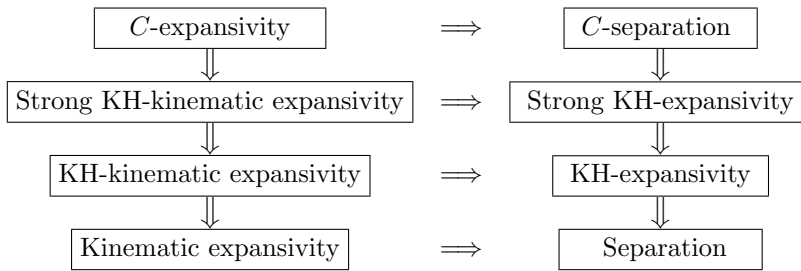 C-expansivity ⟹ C-separation
Strong KH-kinematic expansivity ⟹ Strong KH-expansivity
KH-kinematic expansivity ⟹ KH-expansivity
Kinematic expansivity ⟹ Separation